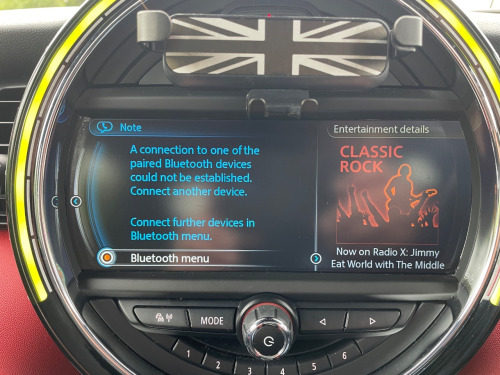 Note
A connection to one of the
paired Bluetooth devices
could not be established.
Connect another device.
Connect further devices in
Bluetooth menu.
Bluetooth menu
Entertainment details
CLASSIC
ROCK
Now on Radio X: Jimmy
Eat World with The Middle
MODE
1 2 3 4 5 6